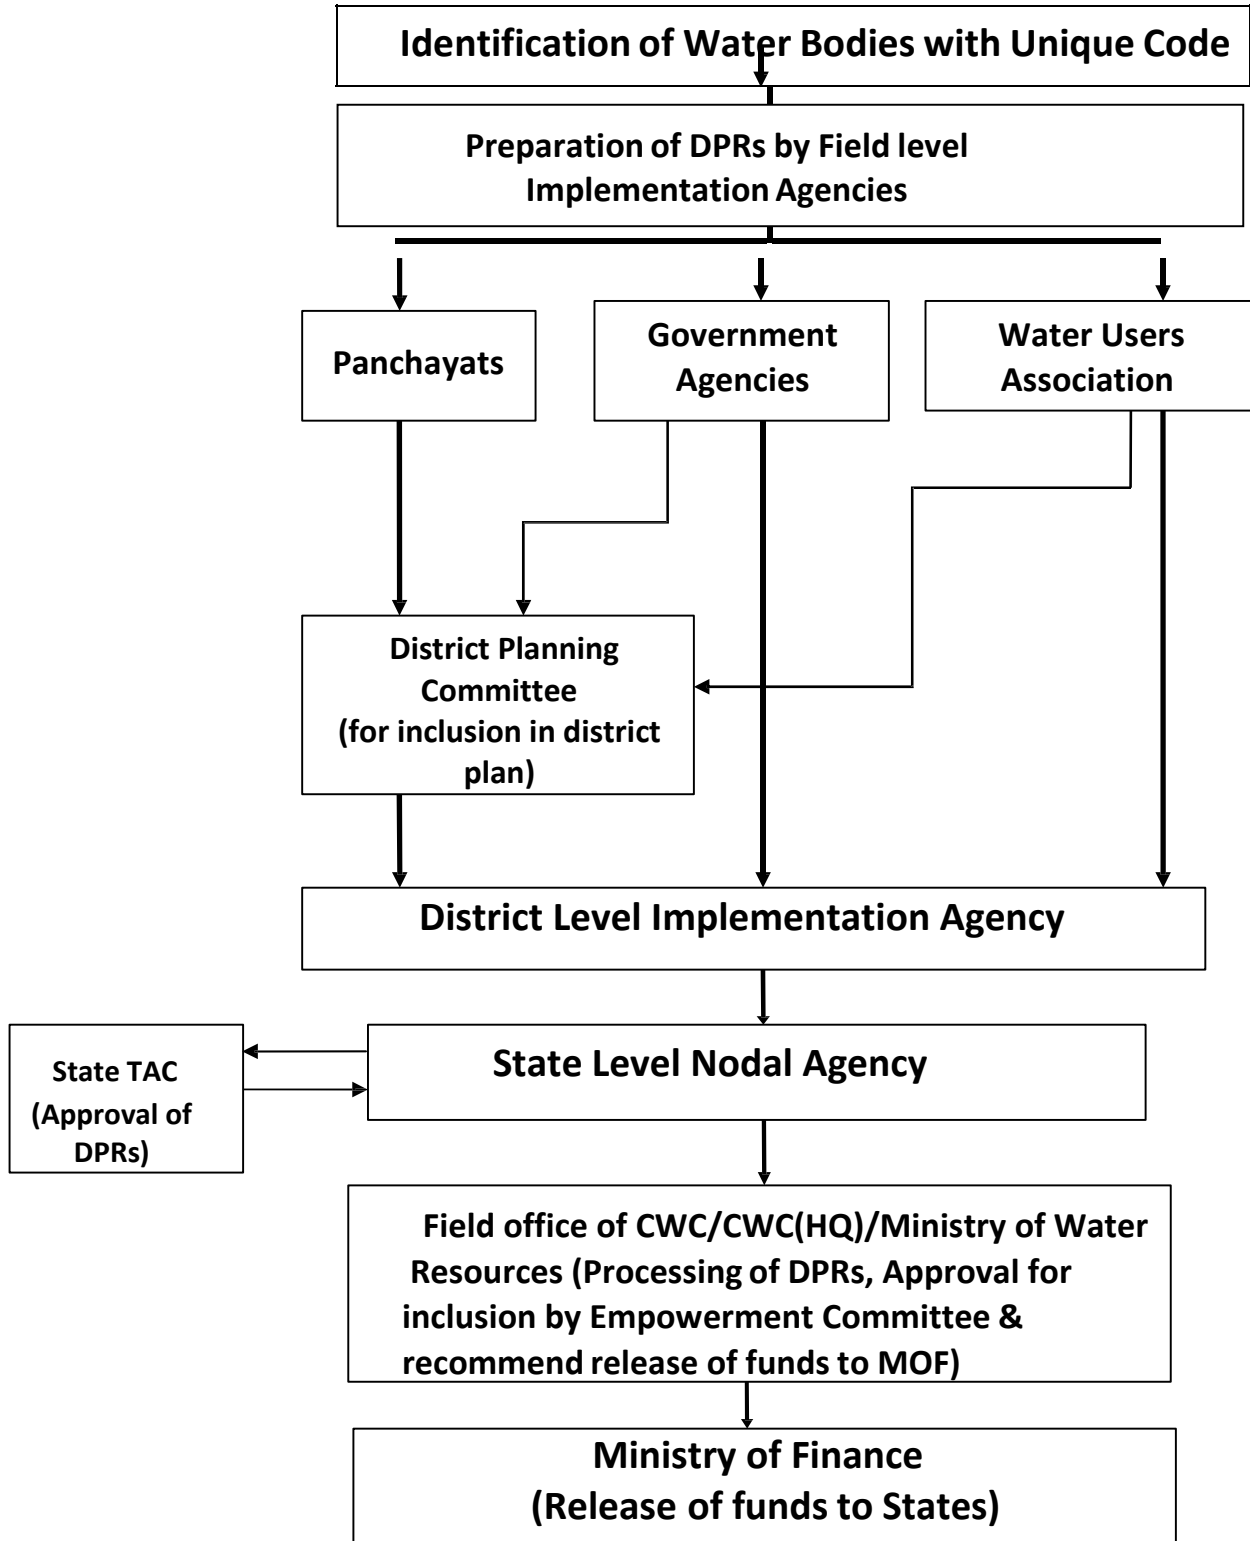 Identification of Water Bodies with Unique Code
Preparation of DPRs by Field level
Implementation Agencies
Panchayats
Government
Agencies
Water Users
Association
District Planning
Committee
(for inclusion in district
plan)
District Level Implementation Agency
State TAC
(Approval of
DPRs)
State Level Nodal Agency
Field office of CWC/CWC(HQ)/Ministry of Water
Resources (Processing of DPRs, Approval for
inclusion by Empowerment Committee &
recommend release of funds to MOF)
Ministry of Finance
(Release of funds to States)